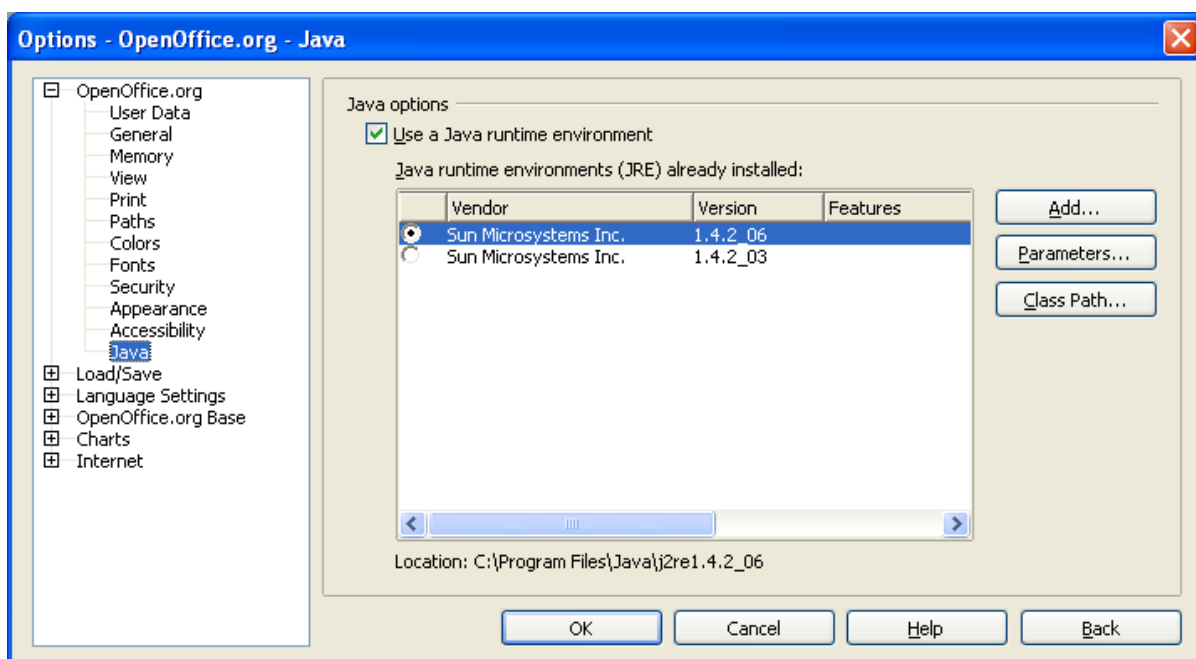 Options - OpenOffice.org - Java
OpenOffice.org
User Data
General
Memory
View
Print
Paths
Colors
Fonts
Security
Appearance
Accessibility
Java
Load/Save
Language Settings
OpenOffice.org Base
Charts
Internet
Java options
Use a Java runtime environment
Java runtime environments (JRE) already installed:
Vendor Version Features
Sun Microsystems Inc. 1.4.2_06
Sun Microsystems Inc. 1.4.2_03
Add...
Parameters...
Class Path...
Location: C:\Program Files\Java\j2re1.4.2_06
OK Cancel Help Back